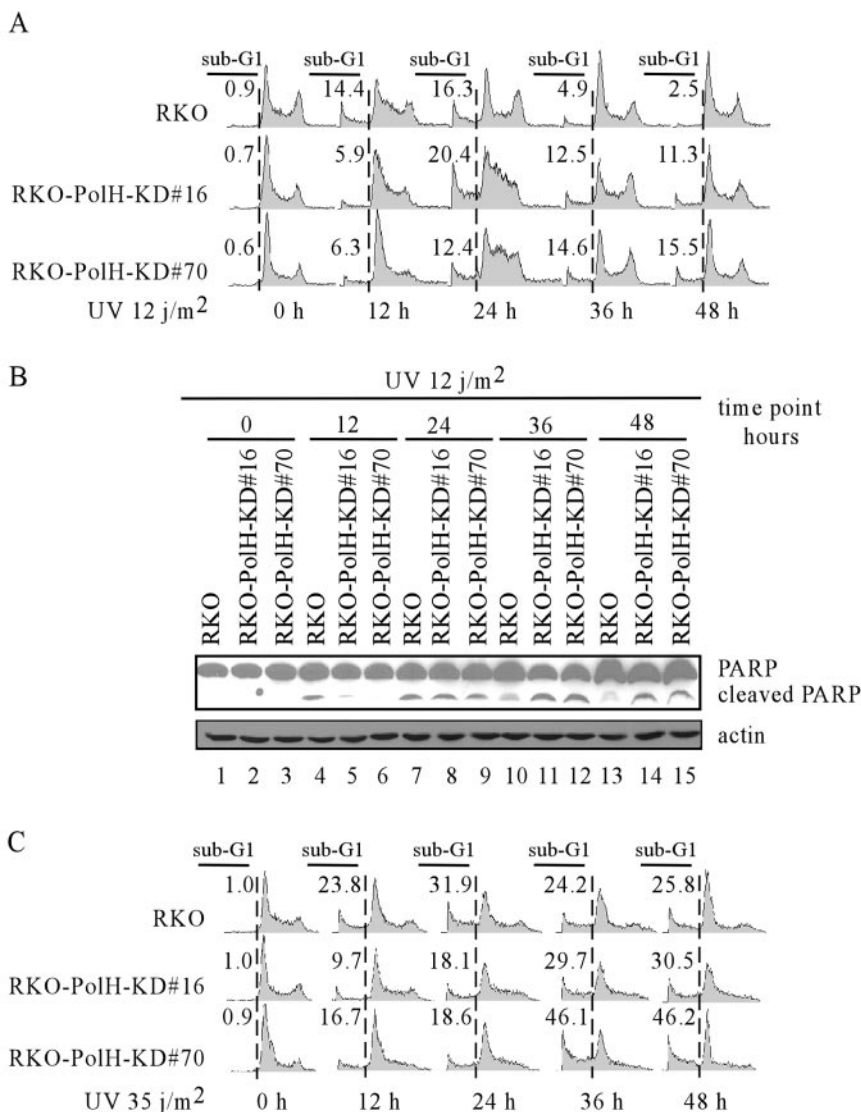 A
sub-G1 sub-G1 sub-G1 sub-G1 sub-G1
RKO 0.9 14.4 16.3 4.9 2.5
RKO-PolH-KD#16 0.7 5.9 20.4 12.5 11.3
RKO-PolH-KD#70 0.6 6.3 12.4 14.6 15.5
UV 12 j/m² 0 h 12 h 24 h 36 h 48 h
B
UV 12 j/m²
time point
hours
0 12 24 36 48
RKO
RKO-PolH-KD#16
RKO-PolH-KD#70
RKO
RKO-PolH-KD#16
RKO-PolH-KD#70
RKO
RKO-PolH-KD#16
RKO-PolH-KD#70
RKO
RKO-PolH-KD#16
RKO-PolH-KD#70
RKO
RKO-PolH-KD#16
RKO-PolH-KD#70
PARP
cleaved PARP
actin
1 2 3 4 5 6 7 8 9 10 11 12 13 14 15
C
sub-G1 sub-G1 sub-G1 sub-G1 sub-G1
RKO 1.0 23.8 31.9 24.2 25.8
RKO-PolH-KD#16 1.0 9.7 18.1 29.7 30.5
RKO-PolH-KD#70 0.9 16.7 18.6 46.1 46.2
UV 35 j/m² 0 h 12 h 24 h 36 h 48 h